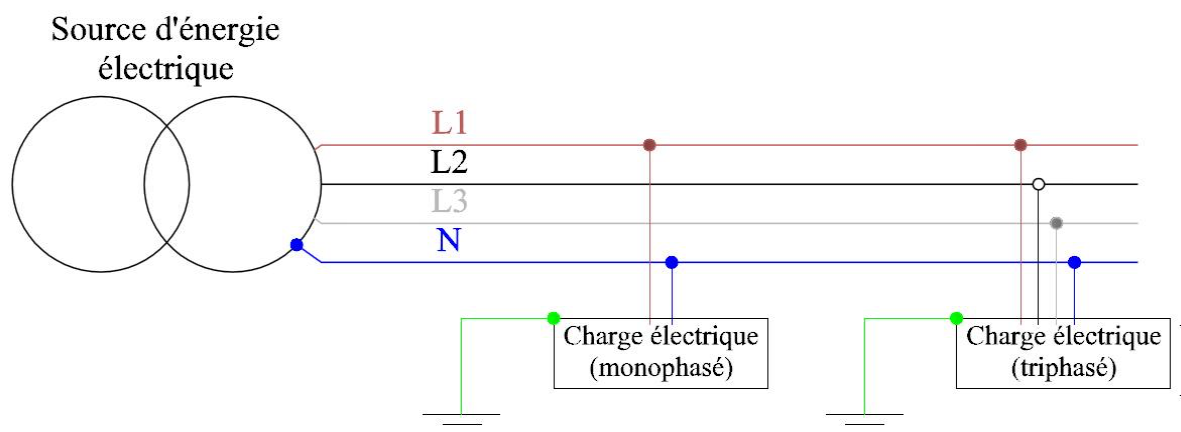 Source d'énergie
électrique
L1
L2
L3
N
Charge électrique
(monophasé)
Charge électrique
(triphasé)